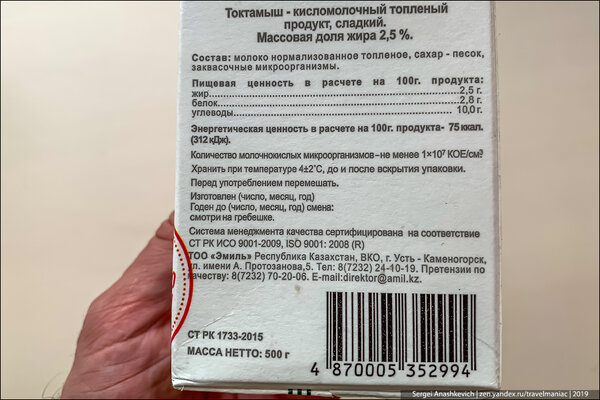 Токтамыш - кисломолочный топленый
продукт, сладкий.
Массовая доля жира 2,5 %.
Состав: молоко нормализованное топленое, сахар - песок,
заквасочные микроорганизмы.
Пищевая ценность в расчете на 100г. продукта:
жир 2,5 г.
белок 2,8 г.
углеводы 10,0 г.
Энергетическая ценность в расчете на 100г. продукта- 75 ккал.
(312 кДж).
Количество молочнокислых микроорганизмов – не менее 1×10⁷ КОЕ/см³
Хранить при температуре 4±2°С, до и после вскрытия упаковки.
Перед употреблением перемешать.
Изготовлен (число, месяц, год)
Годен до (число, месяц, год) смена:
смотри на гребешке.
Система менеджмента качества сертифицирована на соответствие
СТ РК ИСО 9001-2009, ISO 9001: 2008 (R)
ТОО «Эмиль» Республика Казахстан, ВКО, г. Усть - Каменогорск,
ул. имени А. Протозанова,5. Тел: 8(7232) 24-10-19. Претензии по
качеству: 8(7232) 70-20-06. E-mail:direktor@amil.kz.
СТ РК 1733-2015
МАССА НЕТТО: 500 г
4 870005 352994
Sergei Anashkevich | zen.yandex.ru/travelmaniac | 2019